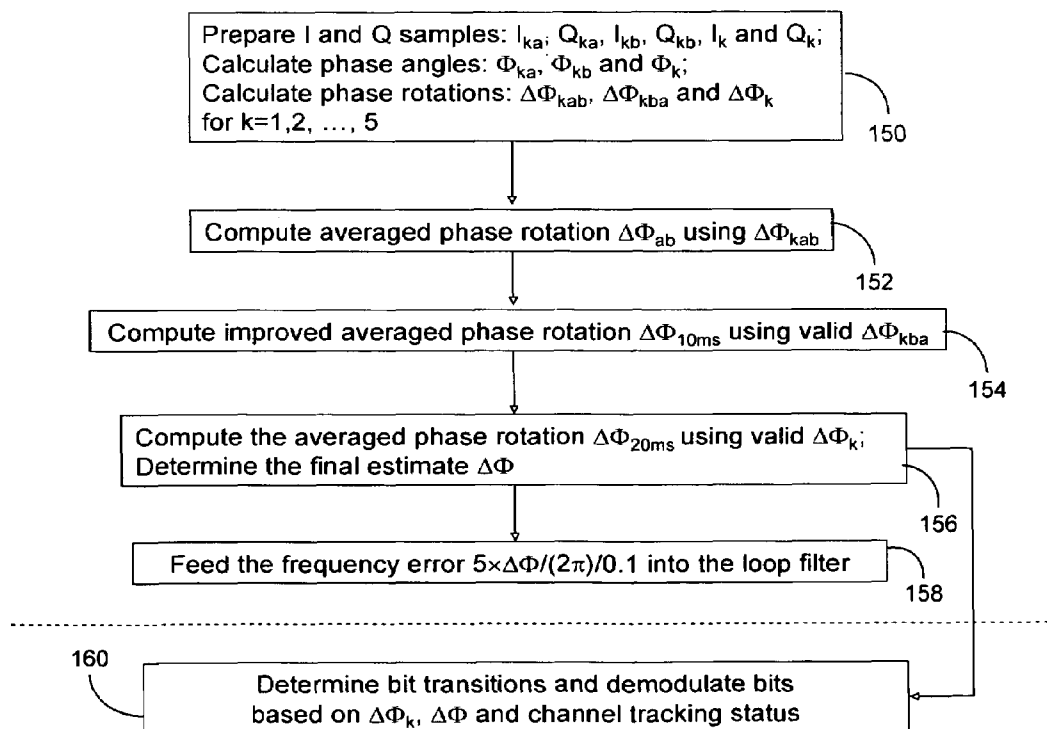 Prepare I and Q samples: Iₖₐ; Qₖₐ, Iₖb, Qₖb, Iₖ and Qₖ;
Calculate phase angles: Φₖₐ, Φₖb and Φₖ;
Calculate phase rotations: ΔΦₖₐb, ΔΦₖbₐ and ΔΦₖ
for k=1,2, ..., 5
150
Compute averaged phase rotation ΔΦₐb using ΔΦₖₐb
152
Compute improved averaged phase rotation ΔΦ₁₀ₘₛ using valid ΔΦₖbₐ
154
Compute the averaged phase rotation ΔΦ₂₀ₘₛ using valid ΔΦₖ;
Determine the final estimate ΔΦ
156
Feed the frequency error 5×ΔΦ/(2π)/0.1 into the loop filter
158
160
Determine bit transitions and demodulate bits
based on ΔΦₖ, ΔΦ and channel tracking status